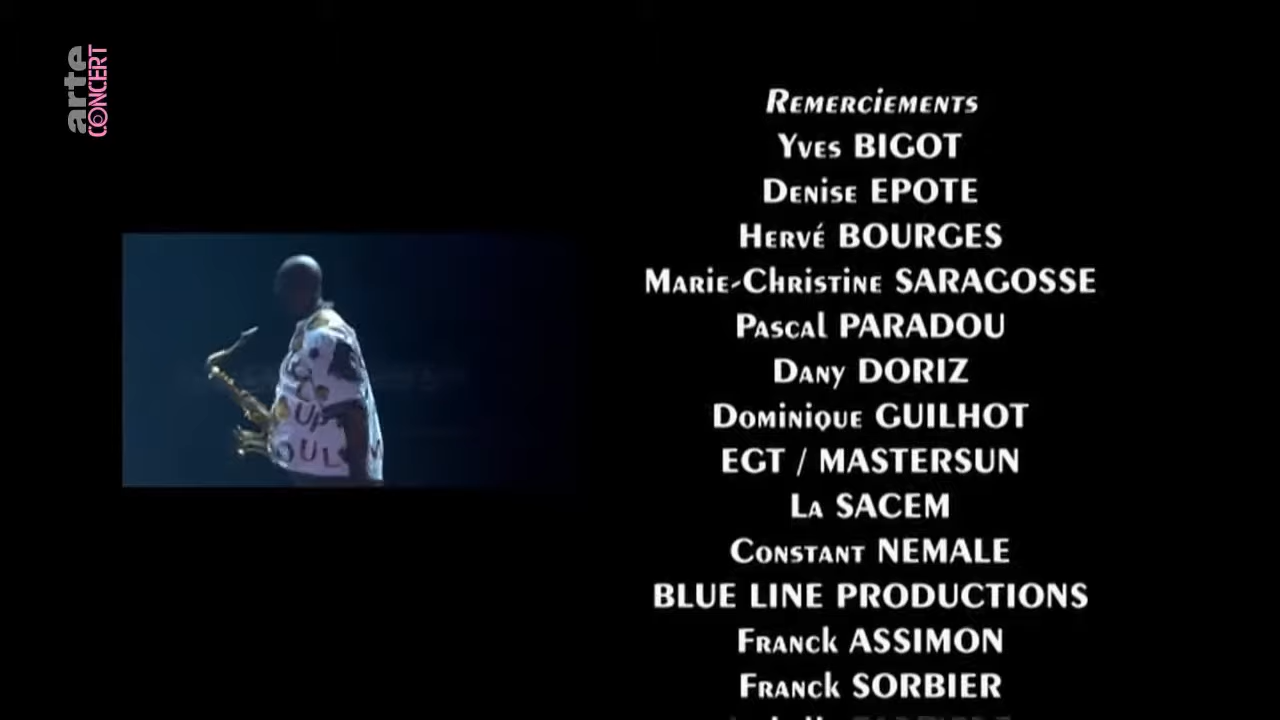 arte
CONCERT
Remerciements
Yves BIGOT
Denise EPOTE
Hervé BOURGES
Marie-Christine SARAGOSSE
Pascal PARADOU
Dany DORIZ
Dominique GUILHOT
EGT / MASTERSUN
La SACEM
Constant NEMALE
BLUE LINE PRODUCTIONS
Franck ASSIMON
Franck SORBIER
Up